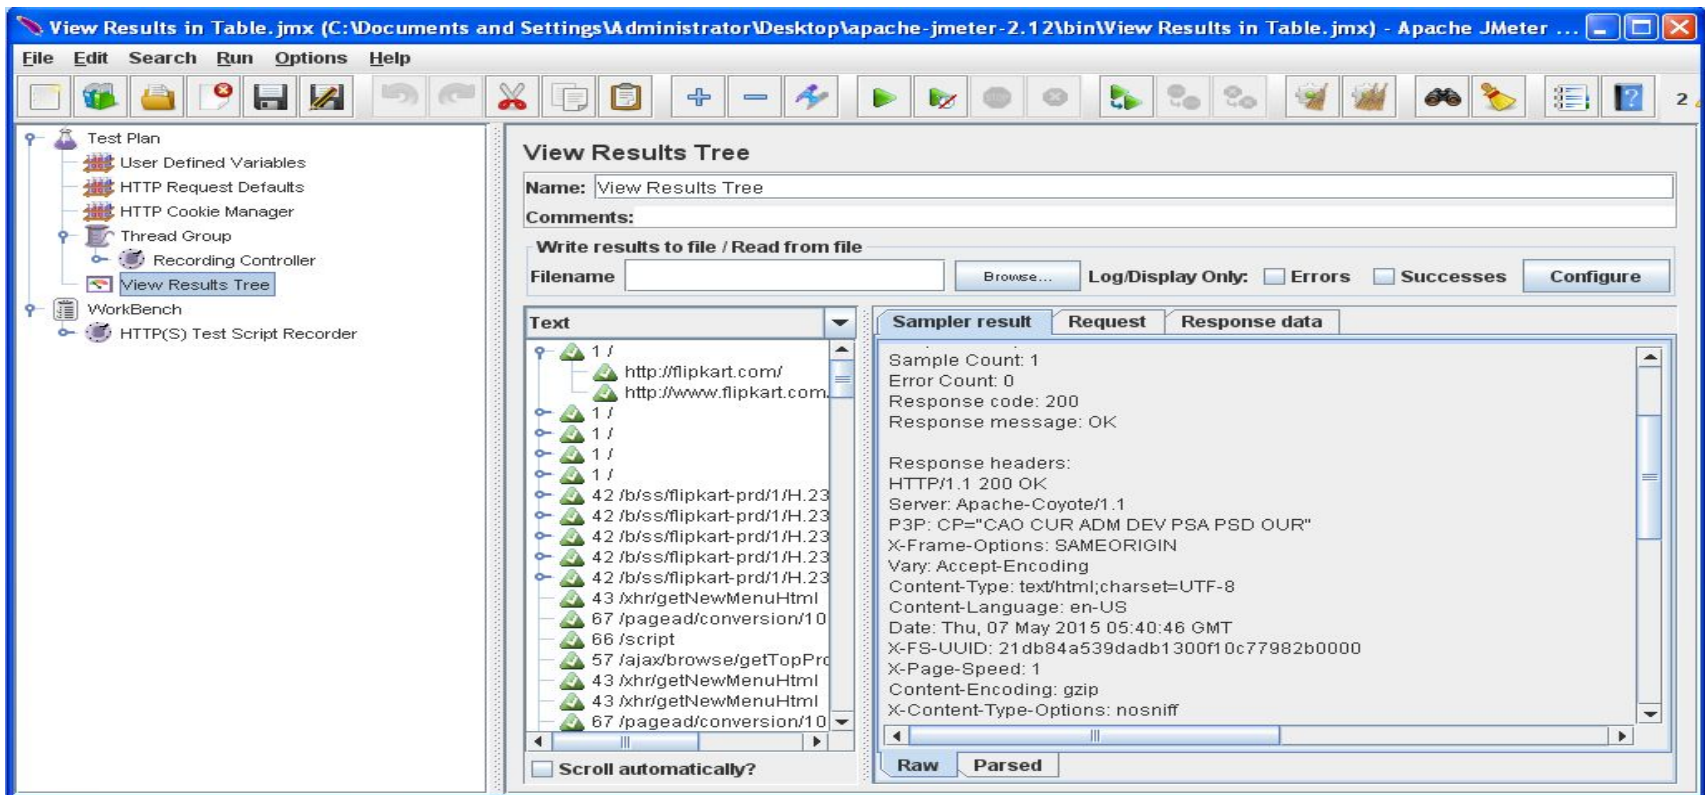 View Results in Table.jmx (C:\Documents and Settings\Administrator\Desktop\apache-jmeter-2.12\bin\View Results in Table.jmx) - Apache JMeter ...
File Edit Search Run Options Help
2
Test Plan
User Defined Variables
HTTP Request Defaults
HTTP Cookie Manager
Thread Group
Recording Controller
View Results Tree
WorkBench
HTTP(S) Test Script Recorder
View Results Tree
Name: View Results Tree
Comments:
Write results to file / Read from file
Filename Browse... Log/Display Only: Errors Successes Configure
Text
1 /
http://flipkart.com/
http://www.flipkart.com
1 /
1 /
1 /
1 /
42 /b/ss/flipkart-prd/1/H.23
42 /b/ss/flipkart-prd/1/H.23
42 /b/ss/flipkart-prd/1/H.23
42 /b/ss/flipkart-prd/1/H.23
42 /b/ss/flipkart-prd/1/H.23
43 /xhr/getNewMenuHtml
67 /pagead/conversion/10
66 /script
57 /ajax/browse/getTopPro
43 /xhr/getNewMenuHtml
43 /xhr/getNewMenuHtml
67 /pagead/conversion/10
Scroll automatically?
Sampler result Request Response data
Sample Count: 1
Error Count: 0
Response code: 200
Response message: OK
Response headers:
HTTP/1.1 200 OK
Server: Apache-Coyote/1.1
P3P: CP="CAO CUR ADM DEV PSA PSD OUR"
X-Frame-Options: SAMEORIGIN
Vary: Accept-Encoding
Content-Type: text/html;charset=UTF-8
Content-Language: en-US
Date: Thu, 07 May 2015 05:40:46 GMT
X-FS-UUID: 21db84a539dadb1300f10c77982b0000
X-Page-Speed: 1
Content-Encoding: gzip
X-Content-Type-Options: nosniff
Raw Parsed